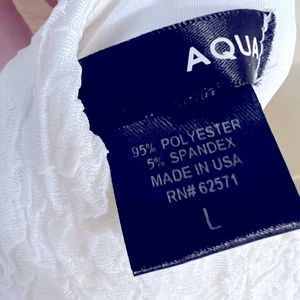 AQUA
95% POLYESTER
5% SPANDEX
MADE IN USA
RN# 62571
L